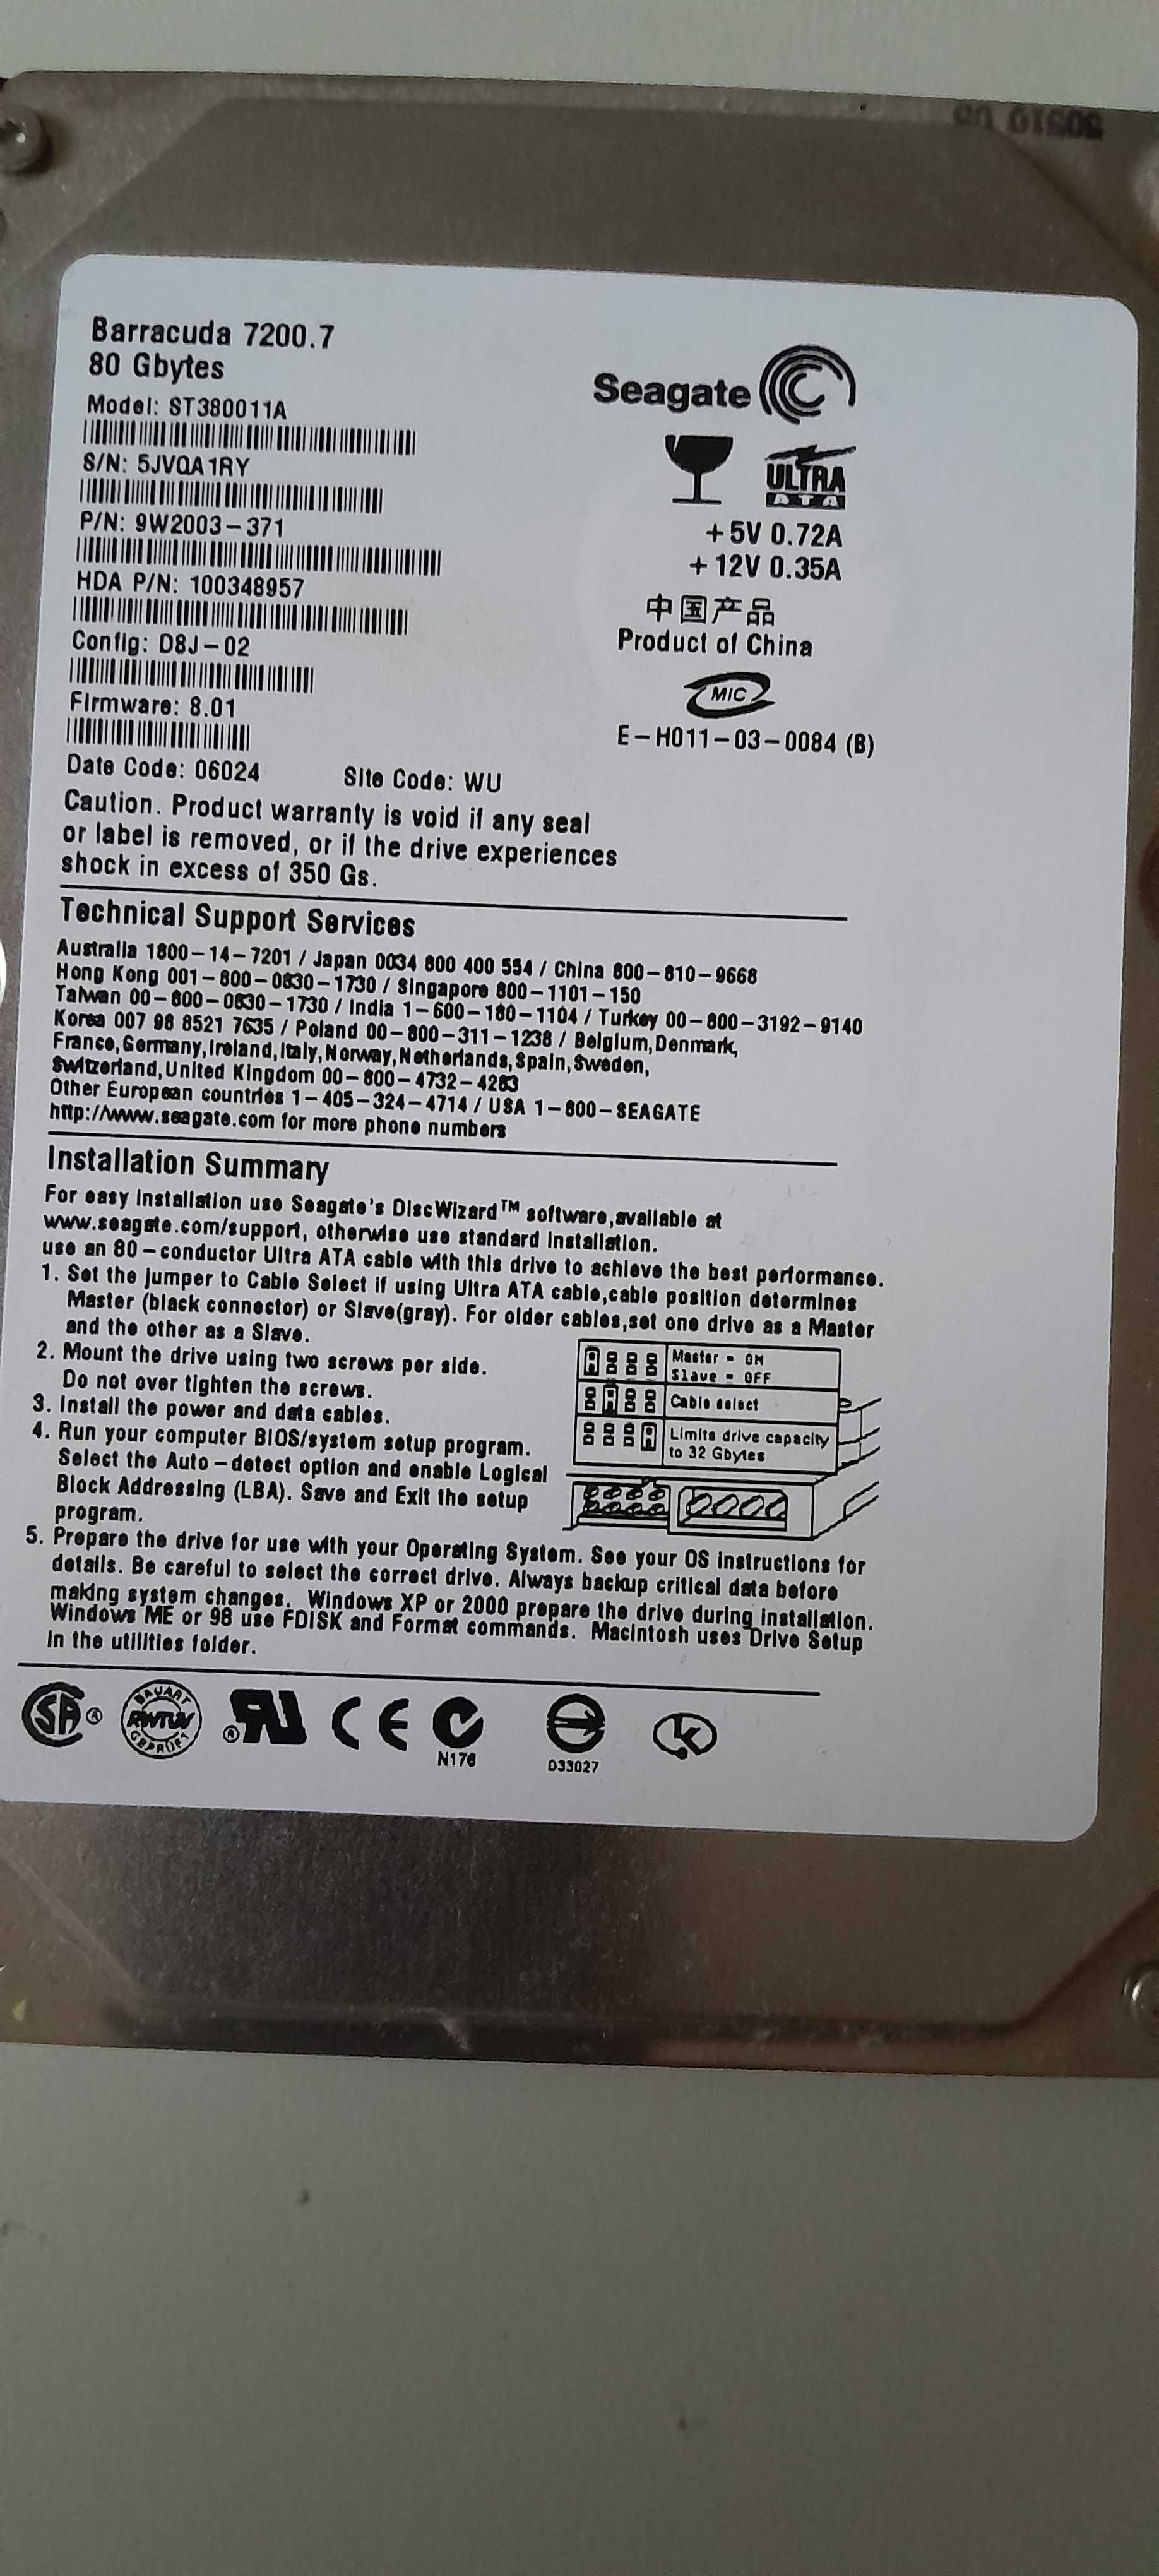 Barracuda 7200.7
80 Gbytes
Model: ST380011A
S/N: 5JVQA1RY
P/N: 9W2003-371
HDA P/N: 100348957
Config: D8J-02
Firmware: 8.01
Date Code: 06024 Site Code: WU
Seagate
ULTRA
ATA
+5V 0.72A
+12V 0.35A
中国产品
Product of China
MIC
E-H011-03-0084 (B)
Caution. Product warranty is void if any seal
or label is removed, or if the drive experiences
shock in excess of 350 Gs.
Technical Support Services
Australia 1800-14-7201 / Japan 0034 800 400 554 / China 800-810-9668
Hong Kong 001-800-0830-1730 / Singapore 800-1101-150
Taiwan 00-800-0830-1730 / India 1-600-180-1104 / Turkey 00-800-3192-9140
Korea 007 98 8521 7635 / Poland 00-800-311-1238 / Belgium,Denmark,
France,Germany,Ireland,Italy,Norway,Netherlands,Spain,Sweden,
Switzerland,United Kingdom 00-800-4732-4283
Other European countries 1-405-324-4714 / USA 1-800-SEAGATE
http://www.seagate.com for more phone numbers
Installation Summary
For easy installation use Seagate's DiscWizard™ software,available at
www.seagate.com/support, otherwise use standard installation.
use an 80-conductor Ultra ATA cable with this drive to achieve the best performance.
1. Set the jumper to Cable Select if using Ultra ATA cable,cable position determines
Master (black connector) or Slave(gray). For older cables,set one drive as a Master
and the other as a Slave.
2. Mount the drive using two screws per side.
Do not over tighten the screws.
3. Install the power and data cables.
4. Run your computer BIOS/system setup program.
Select the Auto-detect option and enable Logical
Block Addressing (LBA). Save and Exit the setup
program.
Master = ON
Slave = OFF
Cable select
Limits drive capacity
to 32 Gbytes
5. Prepare the drive for use with your Operating System. See your OS instructions for
details. Be careful to select the correct drive. Always backup critical data before
making system changes. Windows XP or 2000 prepare the drive during installation.
Windows ME or 98 use FDISK and Format commands. Macintosh uses Drive Setup
in the utilities folder.
BAUART
RWTUV
GEPRUFT
CE
N176
D33027